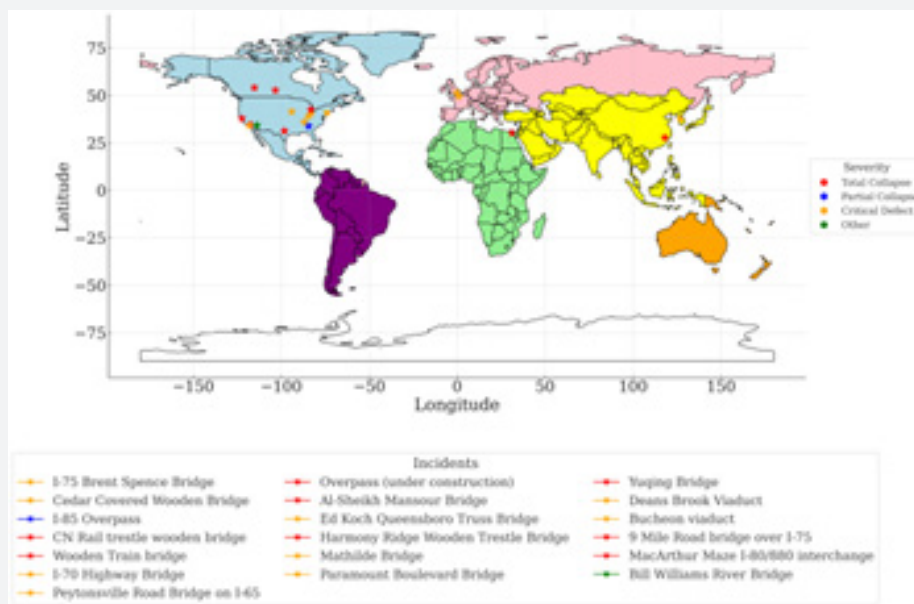 75
50
25
0
−25
−50
−75
Latitude
−150
−100
−50
0
50
100
150
Longitude
Severity
Total Collapse
Partial Collapse
Critical Defect
Other
Incidents
I-75 Brent Spence Bridge
Cedar Covered Wooden Bridge
I-85 Overpass
CN Rail trestle wooden bridge
Wooden Train bridge
I-70 Highway Bridge
Peytonsville Road Bridge on I-65
Overpass (under construction)
Al-Sheikh Mansour Bridge
Ed Koch Queensboro Truss Bridge
Harmony Ridge Wooden Trestle Bridge
Mathilde Bridge
Paramount Boulevard Bridge
Yuqing Bridge
Deans Brook Viaduct
Bucheon viaduct
9 Mile Road bridge over I-75
MacArthur Maze I-80/880 interchange
Bill Williams River Bridge